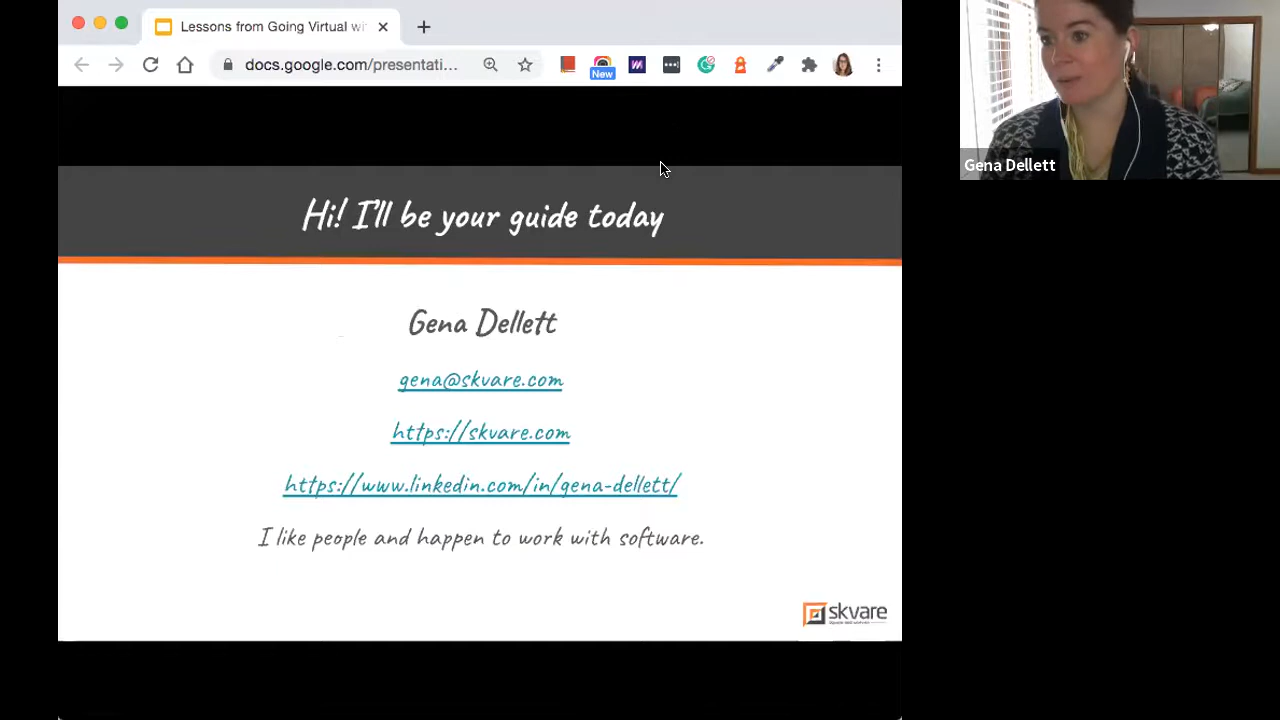 Lessons from Going Virtual wi
docs.google.com/presentati...
New
Gena Dellett
Hi! I'll be your guide today
Gena Dellett
gena@skvare.com
https://skvare.com
https://www.linkedin.com/in/gena-dellett/
I like people and happen to work with software.
skvare